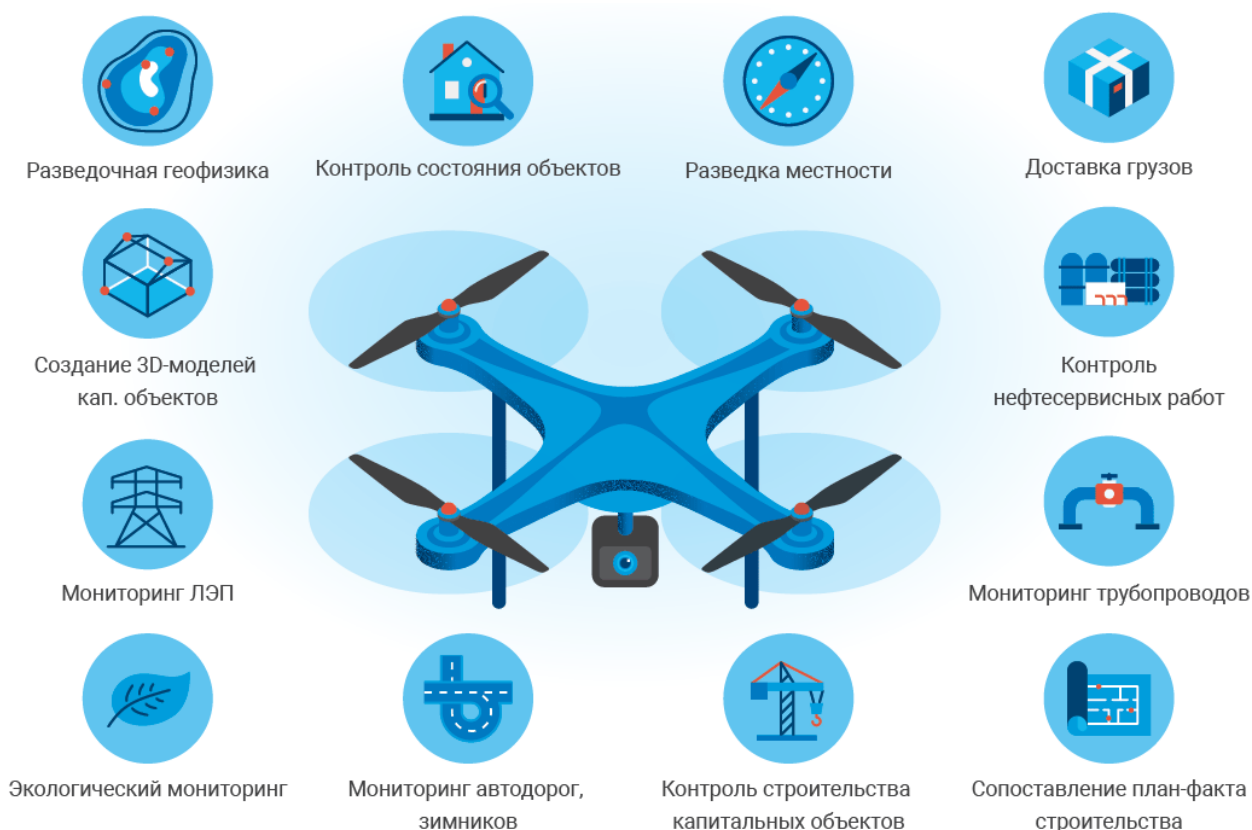 Разведочная геофизика
Контроль состояния объектов
Разведка местности
Доставка грузов
Создание 3D-моделей
кап. объектов
Контроль
нефтесервисных работ
Мониторинг ЛЭП
Мониторинг трубопроводов
Экологический мониторинг
Мониторинг автодорог,
зимников
Контроль строительства
капитальных объектов
Сопоставление план-факта
строительства